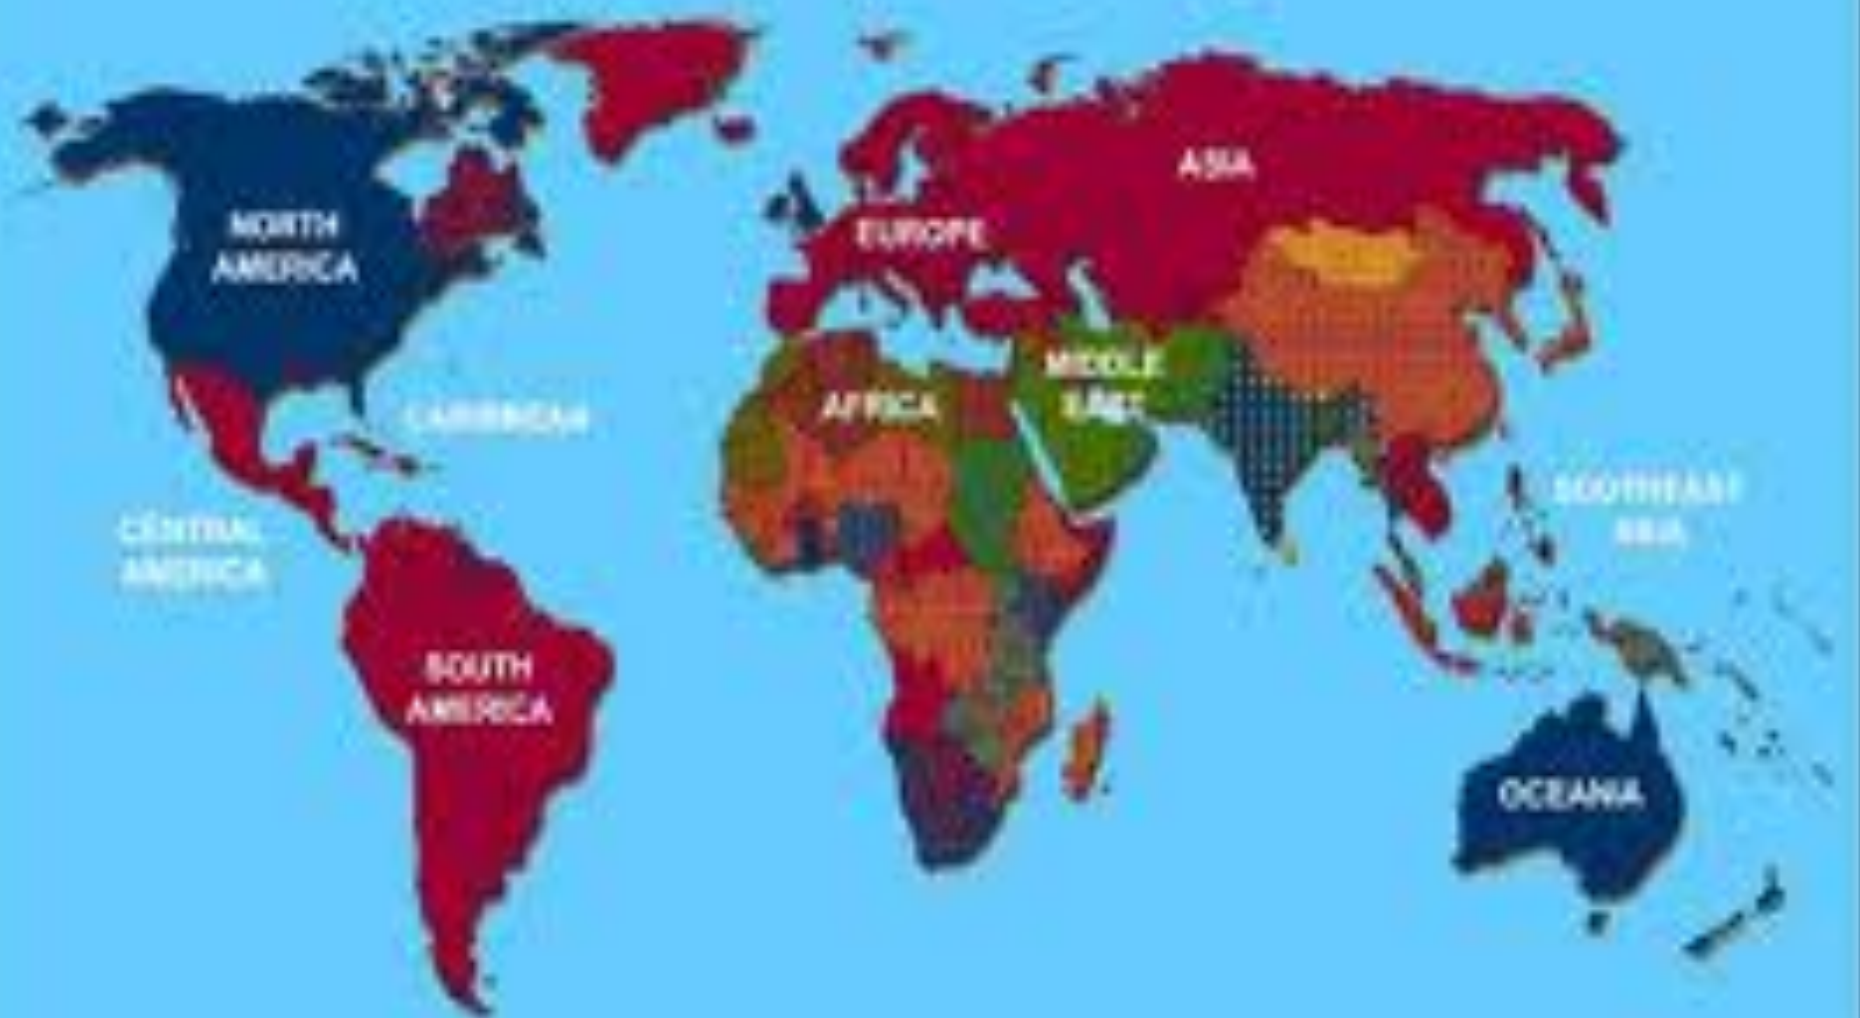 NORTH
AMERICA
CARIBBEAN
CENTRAL
AMERICA
SOUTH
AMERICA
EUROPE
ASIA
AFRICA
MIDDLE
EAST
SOUTHEAST
ASIA
OCEANIA